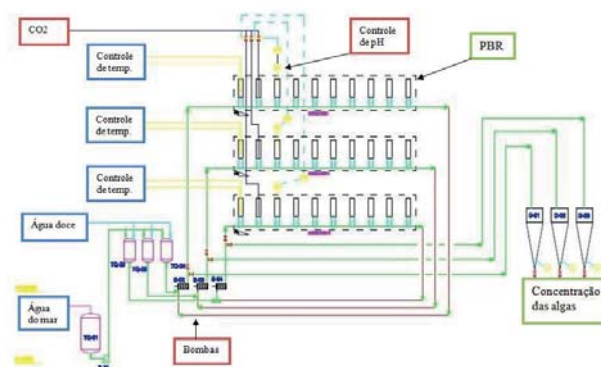 CO2
Controle
de pH
PBR
Controle
de temp.
Controle
de temp.
Controle
de temp.
Água doce
Água
do mar
Bombas
Concentração
das algas